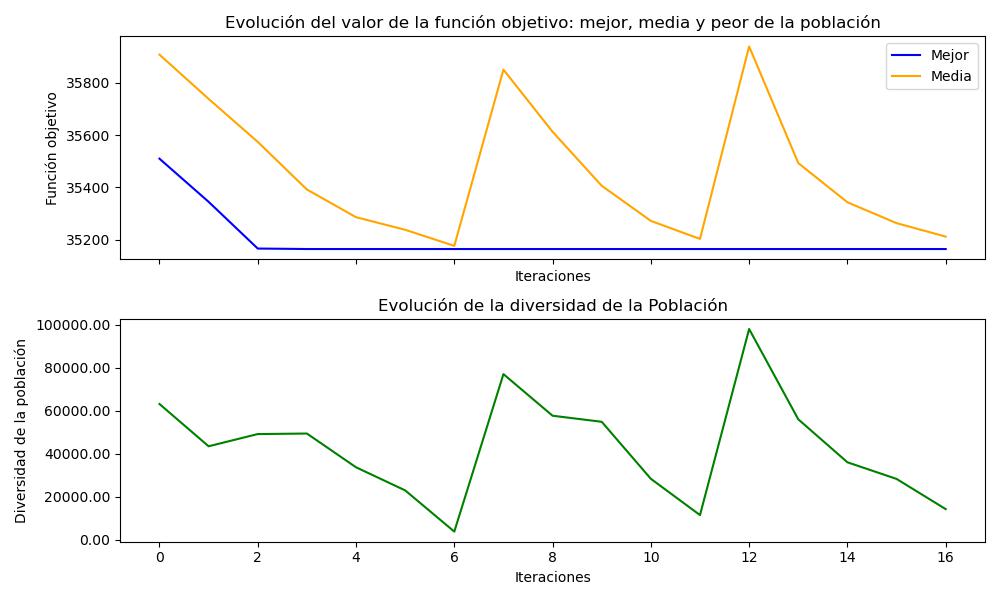 Evolución del valor de la función objetivo: mejor, media y peor de la población
Función objetivo
35800
35600
35400
35200
Mejor
Media
Iteraciones
Evolución de la diversidad de la Población
Diversidad de la población
100000.00
80000.00
60000.00
40000.00
20000.00
0.00
0 2 4 6 8 10 12 14 16
Iteraciones